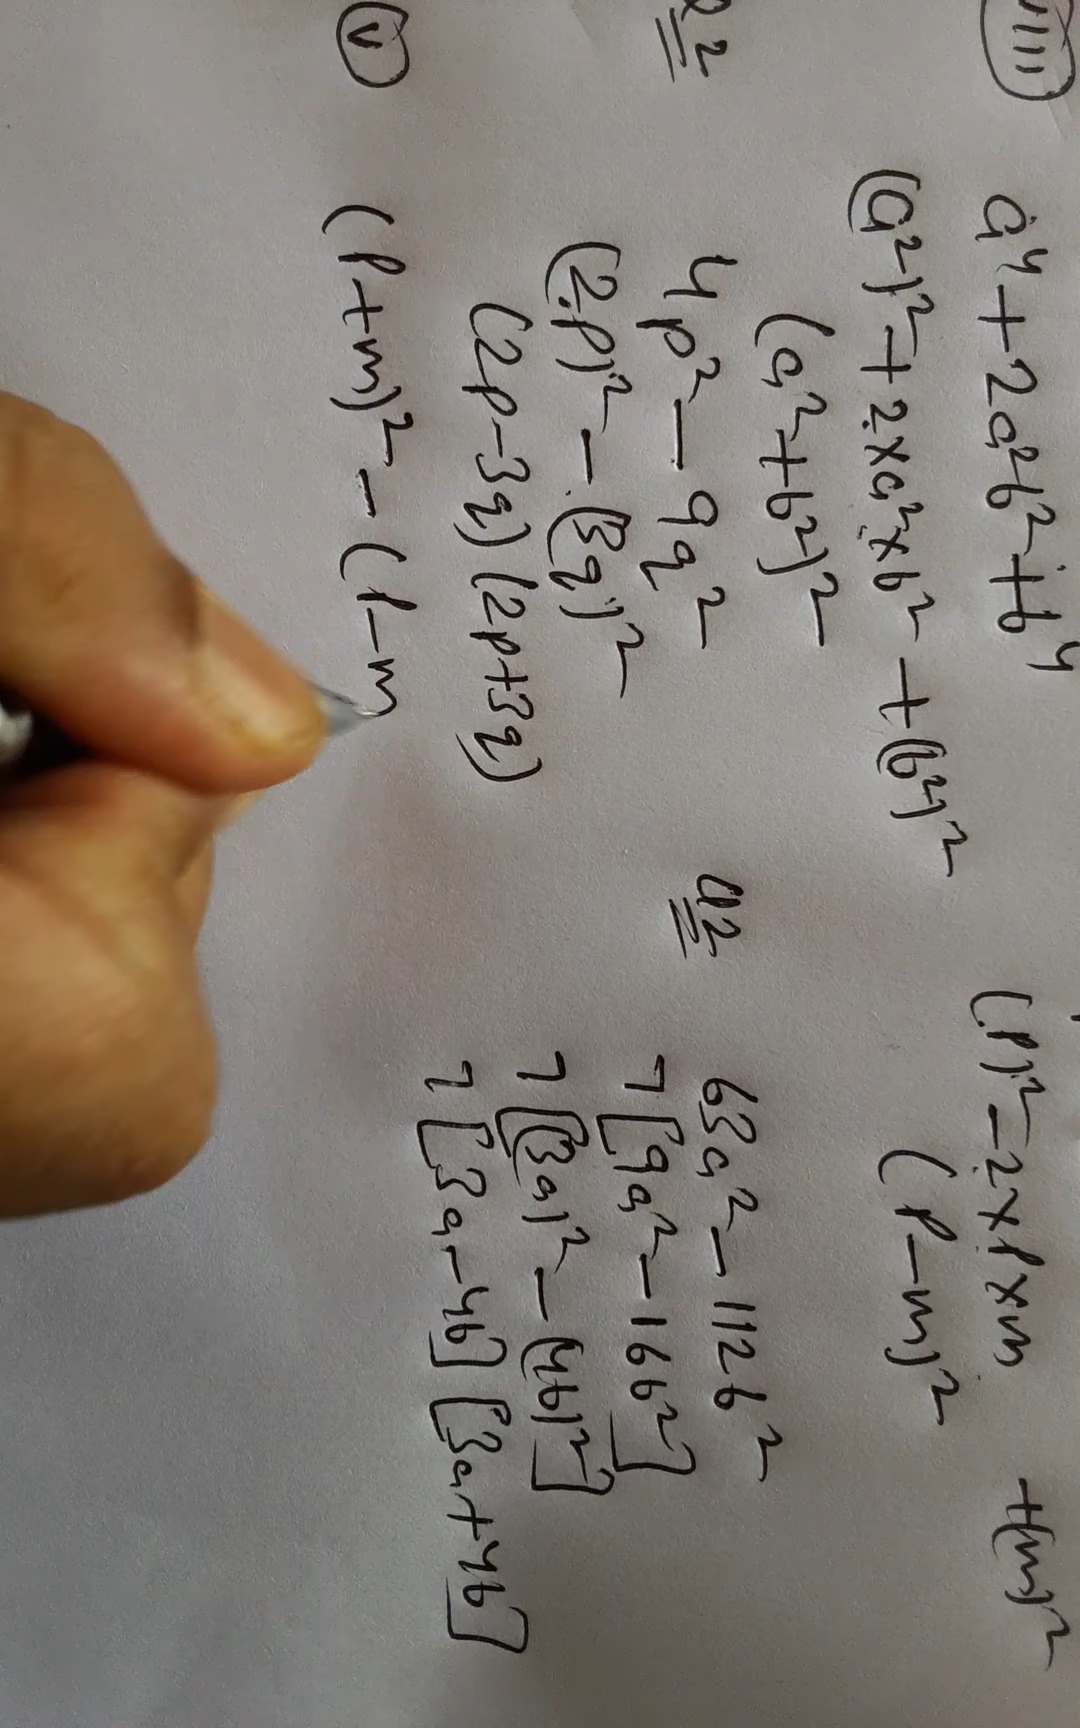 viii a⁴ + 2a²b² + b⁴
(a²)² + 2×a²×b² + (b²)²
(a² + b²)²
4p² - 9q²
(2p)² - (3q)²
(2p-3q) (2p+3q)
v (P+m)² - (P-m
(P)² - 2×P×m + (m)²
(P-m)²
Q2
63a² - 112b²
7[9a² - 16b²]
7[(3a)² - (4b)²]
7[3a-4b] [3a+4b]